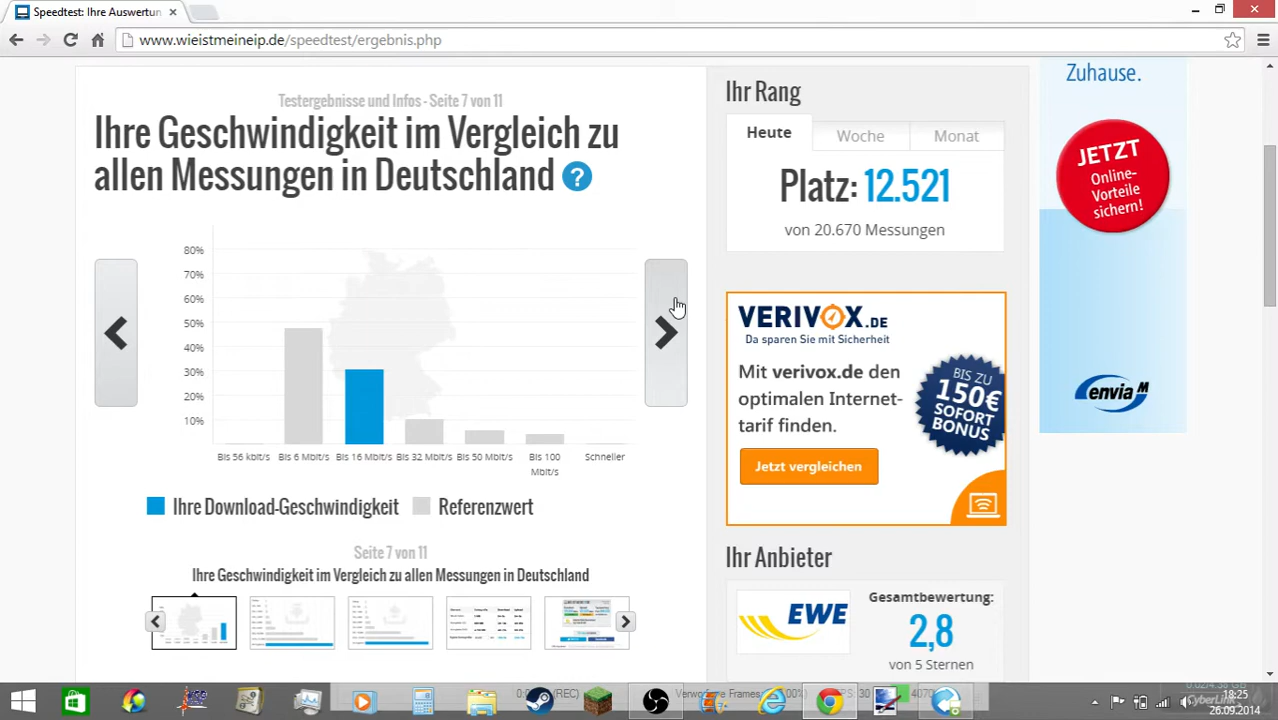 Speedtest: Ihre Auswertun
www.wieistmeineip.de/speedtest/ergebnis.php
Testergebnisse und Infos - Seite 7 von 11
Ihre Geschwindigkeit im Vergleich zu
allen Messungen in Deutschland ?
80%
70%
60%
50%
40%
30%
20%
10%
Bis 56 kbit/s Bis 6 Mbit/s Bis 16 Mbit/s Bis 32 Mbit/s Bis 50 Mbit/s Bis 100 Mbit/s Schneller
Ihre Download-Geschwindigkeit Referenzwert
Seite 7 von 11
Ihre Geschwindigkeit im Vergleich zu allen Messungen in Deutschland
Ihr Rang
Heute Woche Monat
Platz: 12.521
von 20.670 Messungen
VERIVOX.DE
Da sparen Sie mit Sicherheit
Mit verivox.de den
optimalen Internet-
tarif finden.
BIS ZU
150€
SOFORT
BONUS
Jetzt vergleichen
Ihr Anbieter
EWE
Gesamtbewertung:
2,8
von 5 Sternen
Zuhause.
JETZT
Online-
Vorteile
sichern!
envia M
CyberLink
18:25
26.09.2014